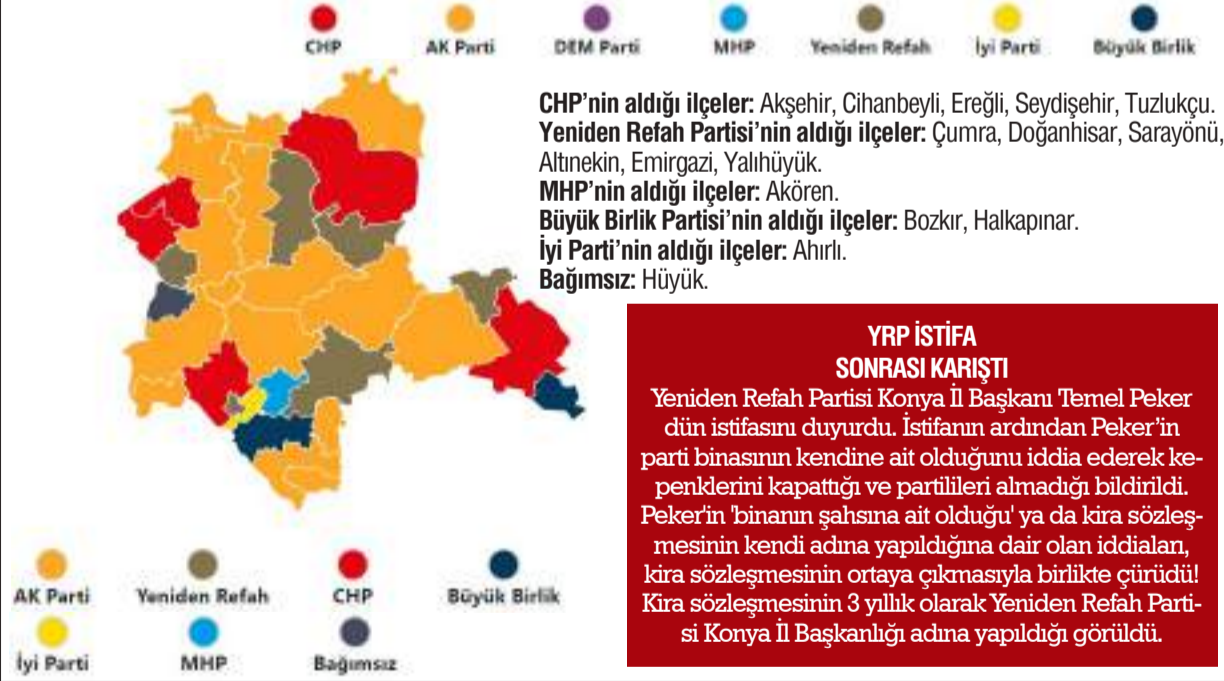 CHP
AK Parti
DEM Parti
MHP
Yeniden Refah
İyi Parti
Büyük Birlik
CHP’nin aldığı ilçeler: Akşehir, Cihanbeyli, Ereğli, Seydişehir, Tuzlukçu.
Yeniden Refah Partisi’nin aldığı ilçeler: Çumra, Doğanhisar, Sarayönü,
Altınekin, Emirgazi, Yalıhüyük.
MHP’nin aldığı ilçeler: Akören.
Büyük Birlik Partisi’nin aldığı ilçeler: Bozkır, Halkapınar.
İyi Parti’nin aldığı ilçeler: Ahırlı.
Bağımsız: Hüyük.
YRP İSTİFA
SONRASI KARIŞTI
Yeniden Refah Partisi Konya İl Başkanı Temel Peker
dün istifasını duyurdu. İstifanın ardından Peker’in
parti binasının kendine ait olduğunu iddia ederek ke-
penklerini kapattığı ve partilileri almadığı bildirildi.
Peker'in 'binanın şahsına ait olduğu' ya da kira sözleş-
mesinin kendi adına yapıldığına dair olan iddiaları,
kira sözleşmesinin ortaya çıkmasıyla birlikte çürüdü!
Kira sözleşmesinin 3 yıllık olarak Yeniden Refah Parti-
si Konya İl Başkanlığı adına yapıldığı görüldü.
AK Parti
Yeniden Refah
CHP
Büyük Birlik
İyi Parti
MHP
Bağımsız